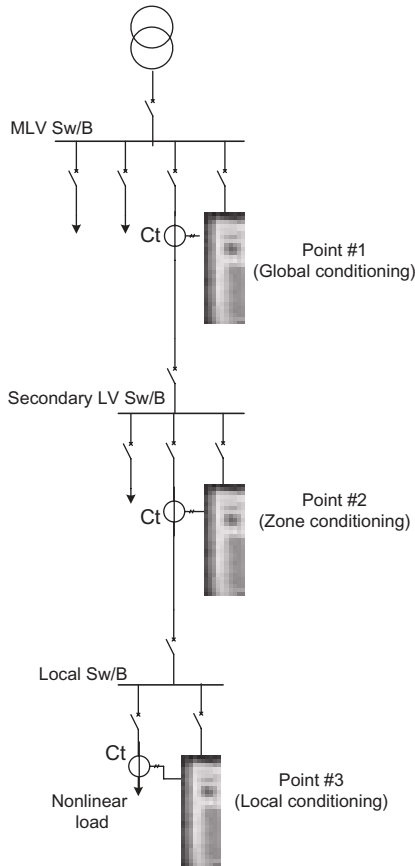 MLV Sw/B
Ct
Point #1
(Global conditioning)
Secondary LV Sw/B
Ct
Point #2
(Zone conditioning)
Local Sw/B
Ct
Nonlinear
load
Point #3
(Local conditioning)